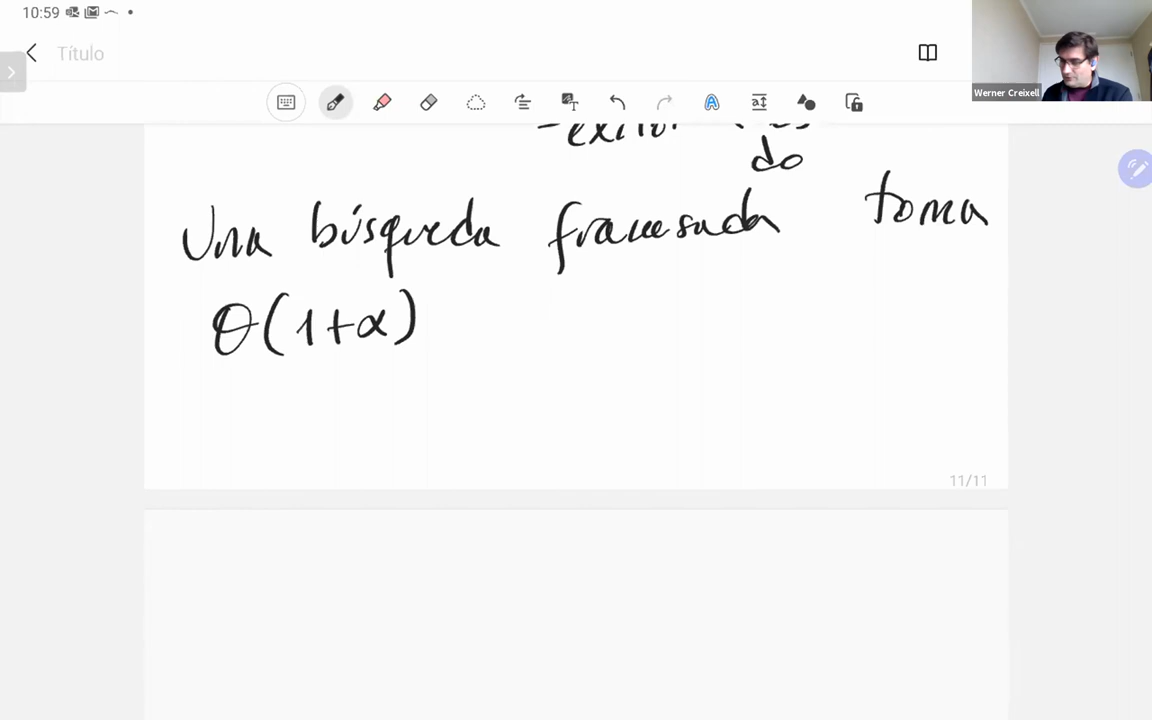 10:59
Título
Werner Creixell
do
Una búsqueda fracasada toma
Θ(1+α)
11/11